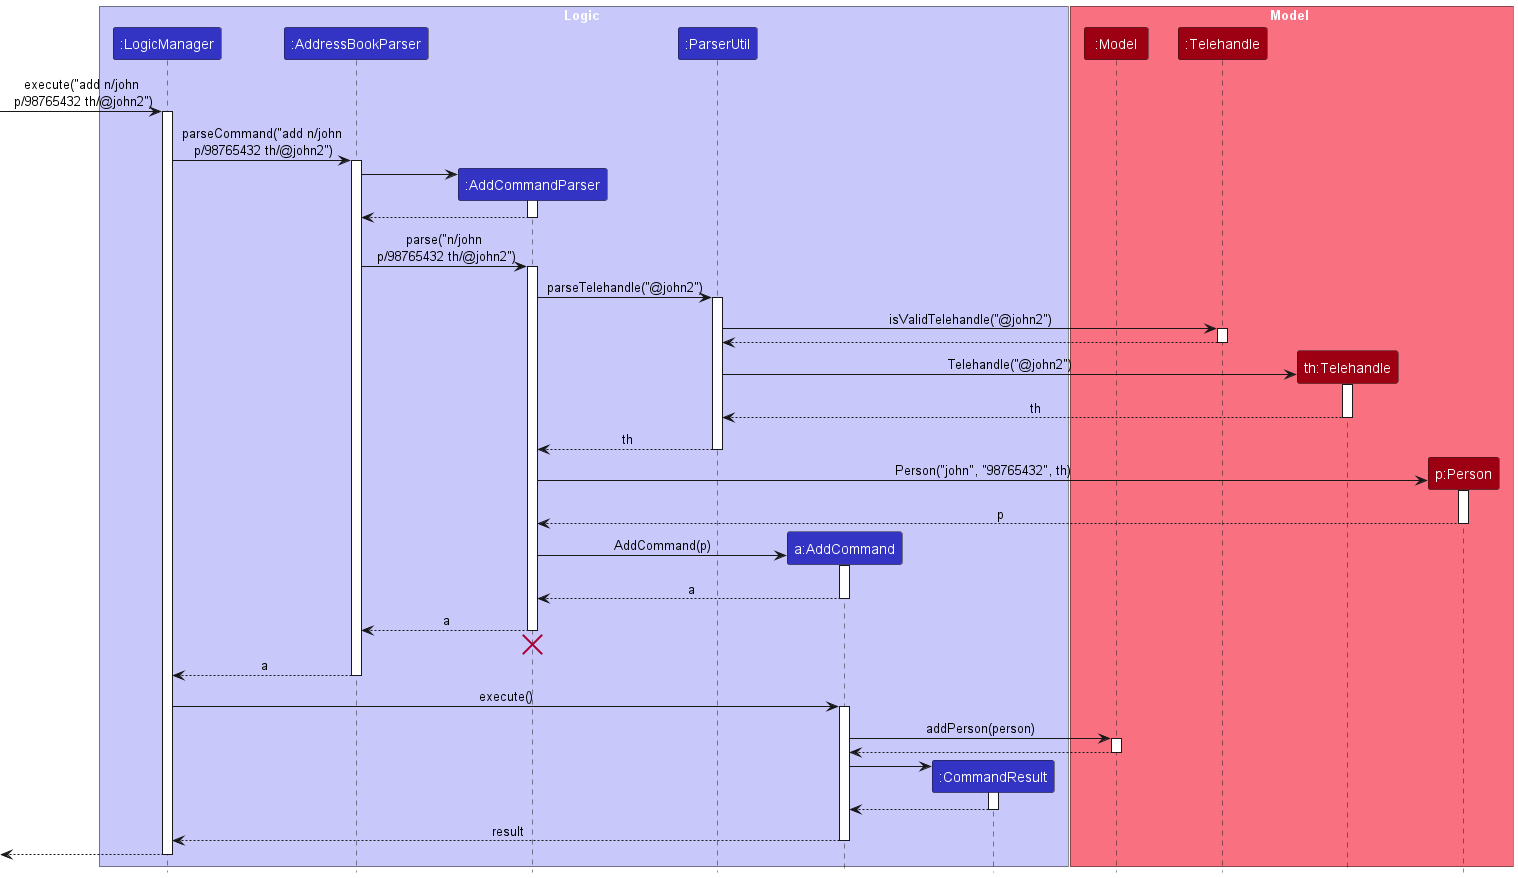 Logic
Model
:LogicManager
:AddressBookParser
:ParserUtil
:Model
:Telehandle
execute("add n/john
p/98765432 th/@john2")
parseCommand("add n/john
p/98765432 th/@john2")
:AddCommandParser
parse("n/john
p/98765432 th/@john2")
parseTelehandle("@john2")
isValidTelehandle("@john2")
Telehandle("@john2")
th:Telehandle
th
th
Person("john", "98765432", th)
p:Person
p
AddCommand(p)
a:AddCommand
a
a
a
execute()
addPerson(person)
:CommandResult
result